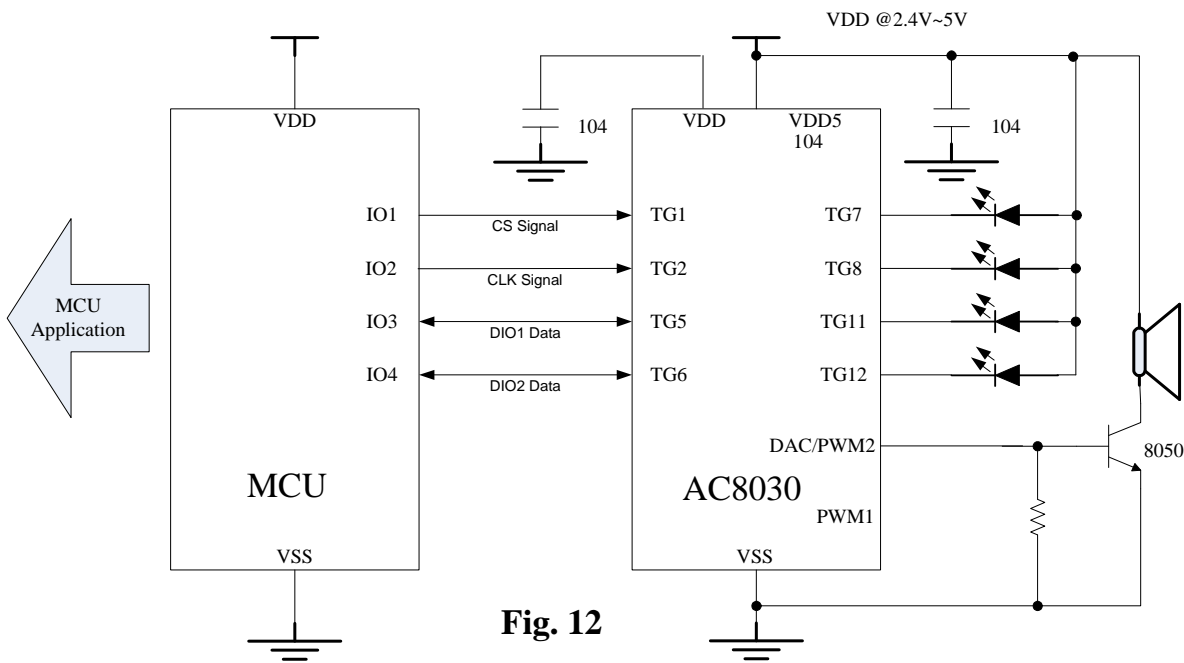 VDD @2.4V~5V
VDD
104
VDD
VDD5
104
104
IO1
CS Signal
TG1
TG7
IO2
CLK Signal
TG2
TG8
MCU
Application
IO3
DIO1 Data
TG5
TG11
IO4
DIO2 Data
TG6
TG12
DAC/PWM2
8050
MCU
AC8030
PWM1
VSS
VSS
Fig. 12